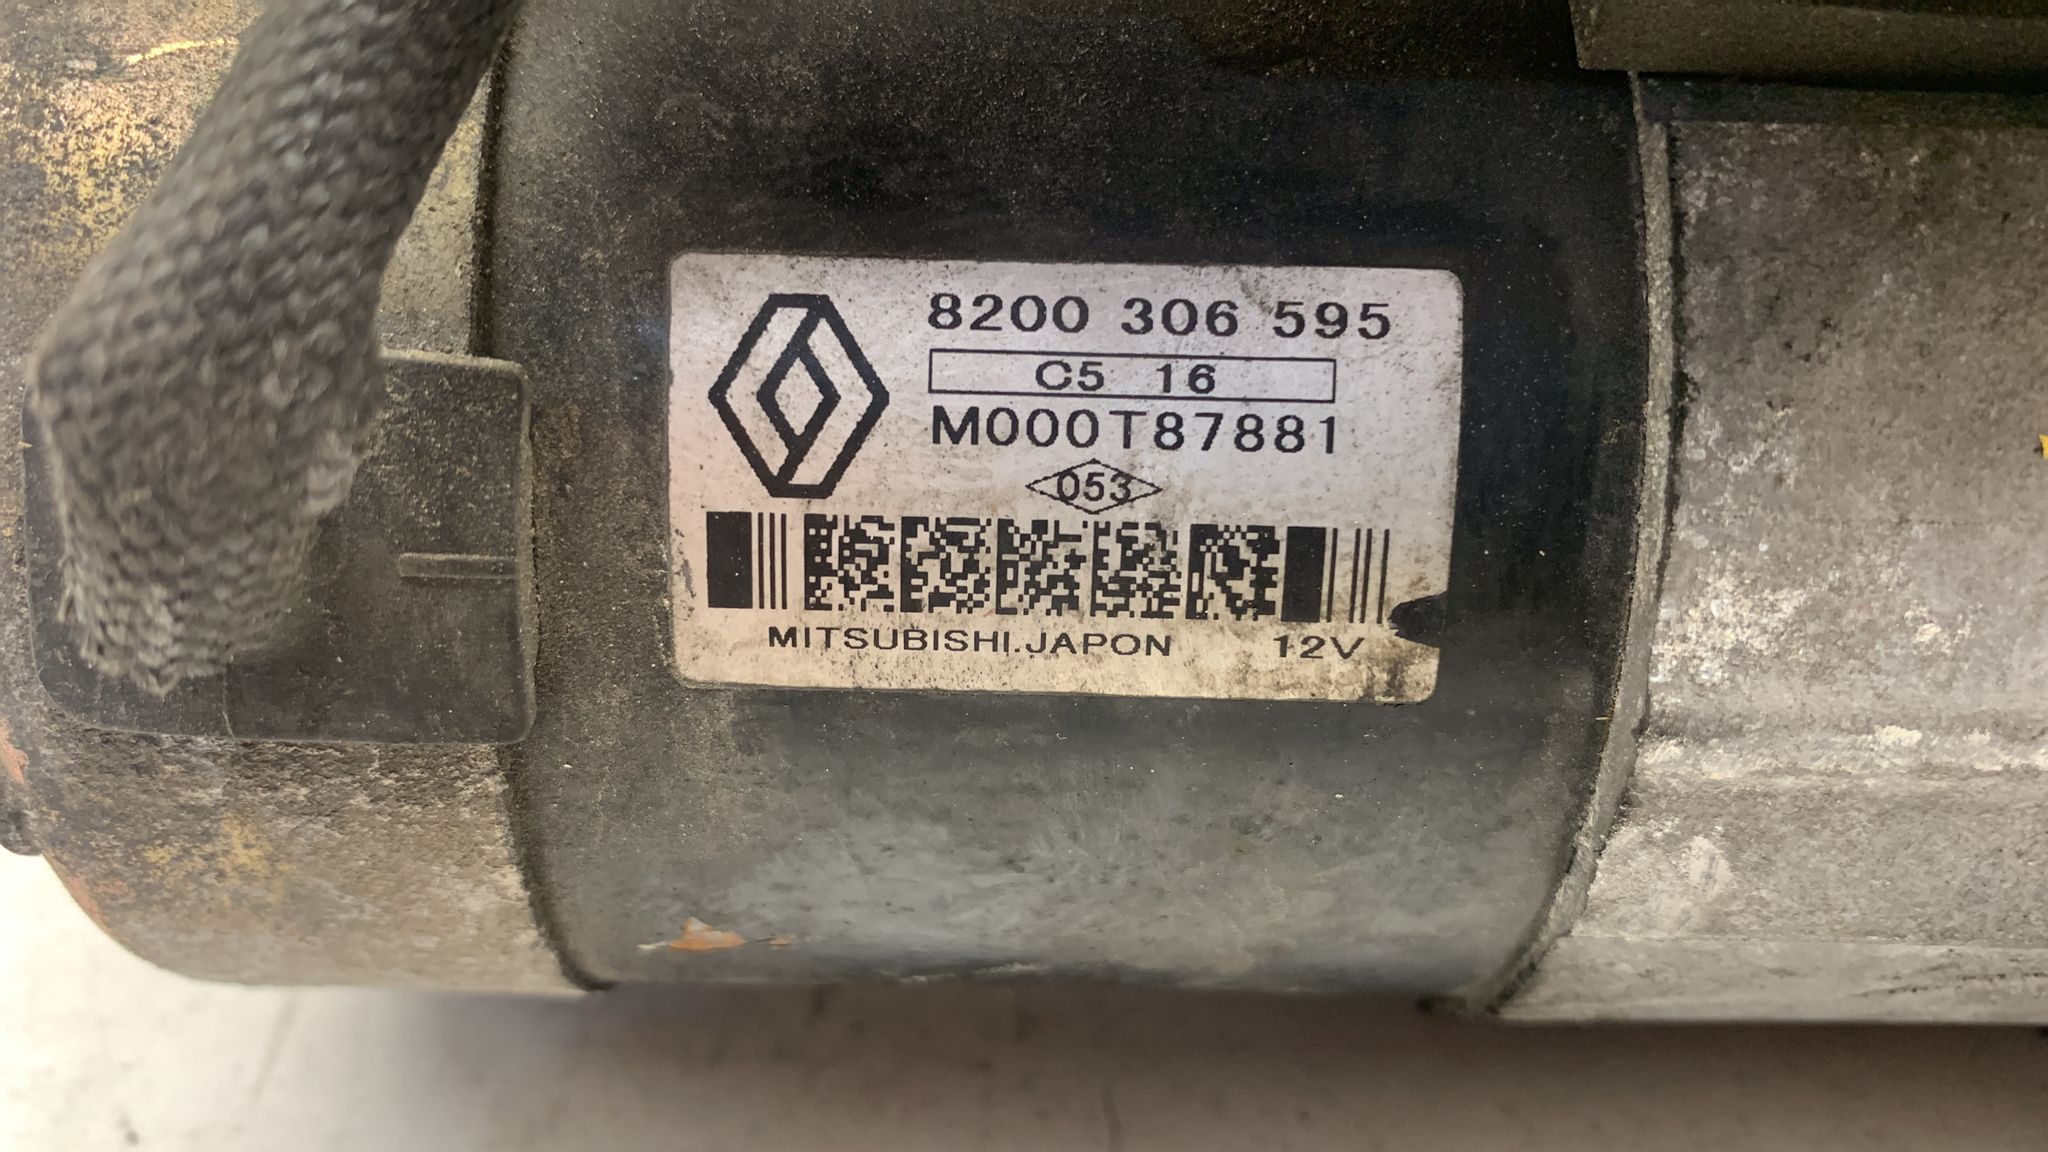 8200 306 595
C5 16
M000T87881
053
MITSUBISHI.JAPON 12V